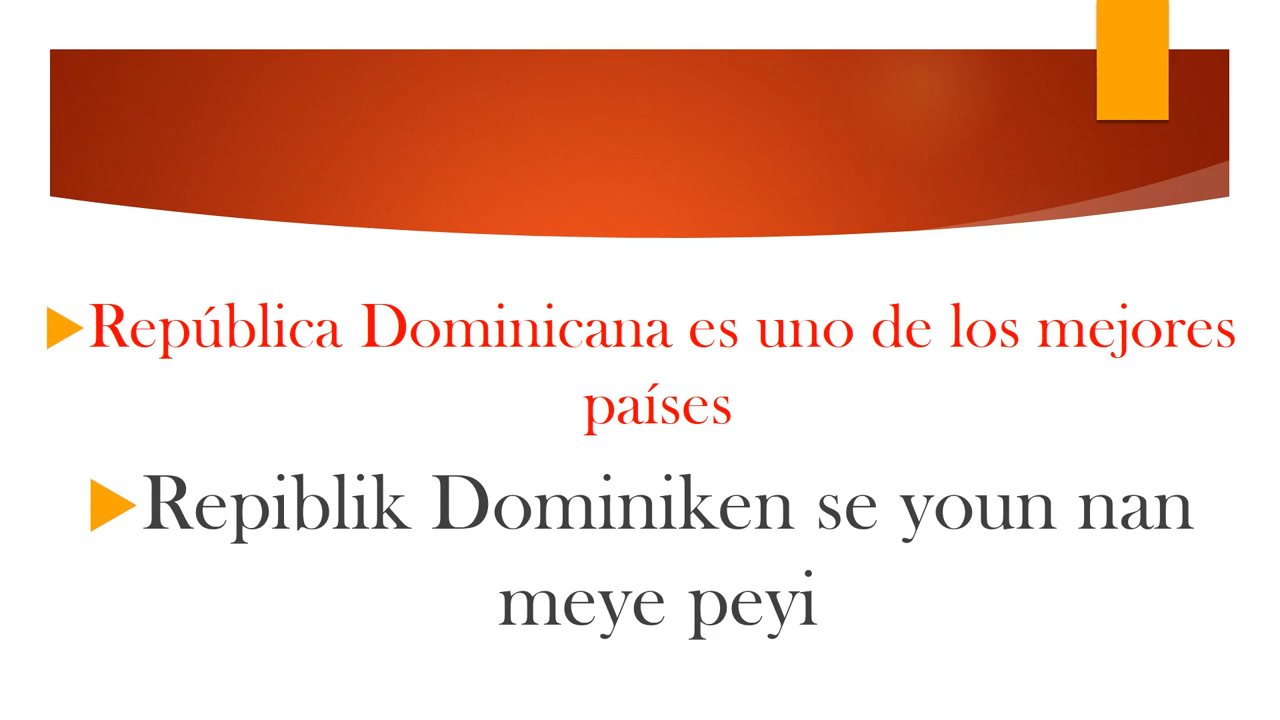 República Dominicana es uno de los mejores
países
Repiblik Dominiken se youn nan
meye peyi